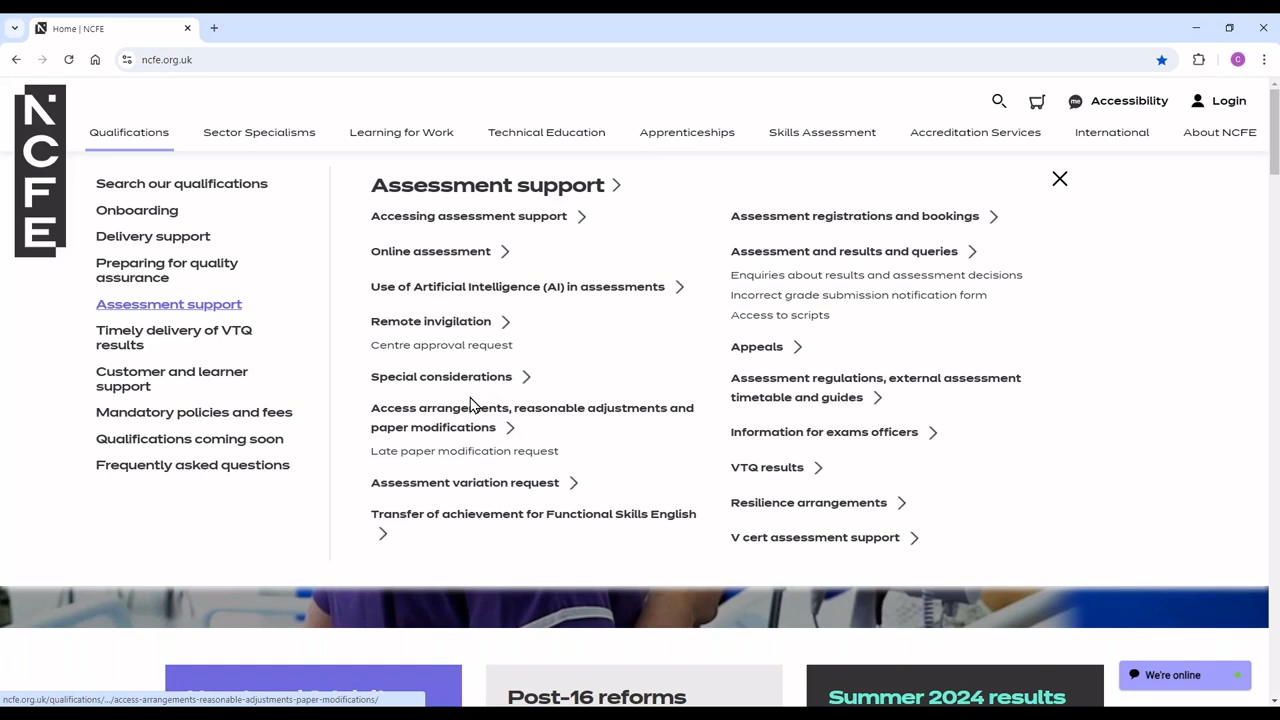 Home | NCFE
ncfe.org.uk
C
NCFE
me
Accessibility
Login
Qualifications
Sector Specialisms
Learning for Work
Technical Education
Apprenticeships
Skills Assessment
Accreditation Services
International
About NCFE
Search our qualifications
Onboarding
Delivery support
Preparing for quality
assurance
Assessment support
Timely delivery of VTQ
results
Customer and learner
support
Mandatory policies and fees
Qualifications coming soon
Frequently asked questions
Assessment support
Accessing assessment support
Online assessment
Use of Artificial Intelligence (AI) in assessments
Remote invigilation
Centre approval request
Special considerations
Access arrangements, reasonable adjustments and
paper modifications
Late paper modification request
Assessment variation request
Transfer of achievement for Functional Skills English
Assessment registrations and bookings
Assessment and results and queries
Enquiries about results and assessment decisions
Incorrect grade submission notification form
Access to scripts
Appeals
Assessment regulations, external assessment
timetable and guides
Information for exams officers
VTQ results
Resilience arrangements
V cert assessment support
Post-16 reforms
Summer 2024 results
We're online
ncfe.org.uk/qualifications/.../access-arrangements-reasonable-adjustments-paper-modifications/